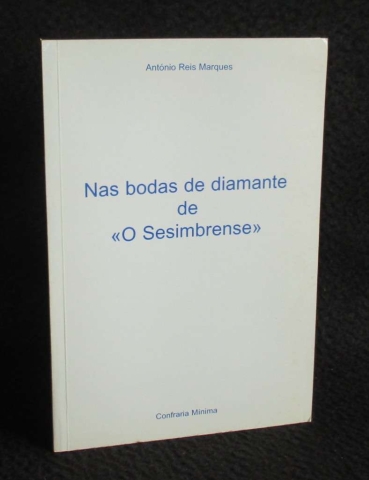 António Reis Marques
Nas bodas de diamante
de
«O Sesimbrense»
Confraria Mínima